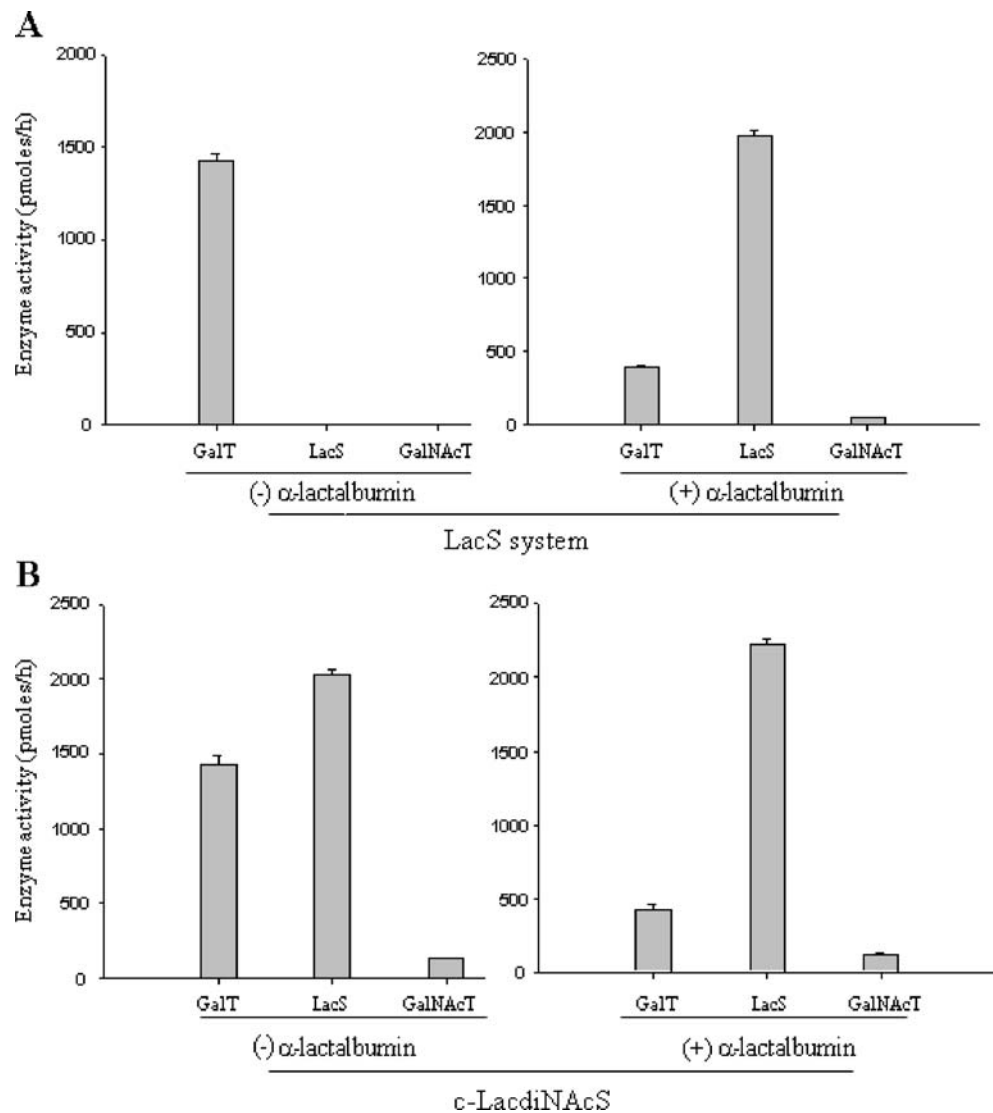 A
Enzyme activity (pmoles/h)
2000
1500
1000
500
0
GalT LacS GalNAcT
(-) α-lactalbumin
2500
2000
1500
1000
500
0
GalT LacS GalNAcT
(+) α-lactalbumin
LacS system
B
Enzyme activity (pmoles/h)
2500
2000
1500
1000
500
0
GalT LacS GalNAcT
(-) α-lactalbumin
2500
2000
1500
1000
500
0
GalT LacS GalNAcT
(+) α-lactalbumin
c-LacdiNAcS